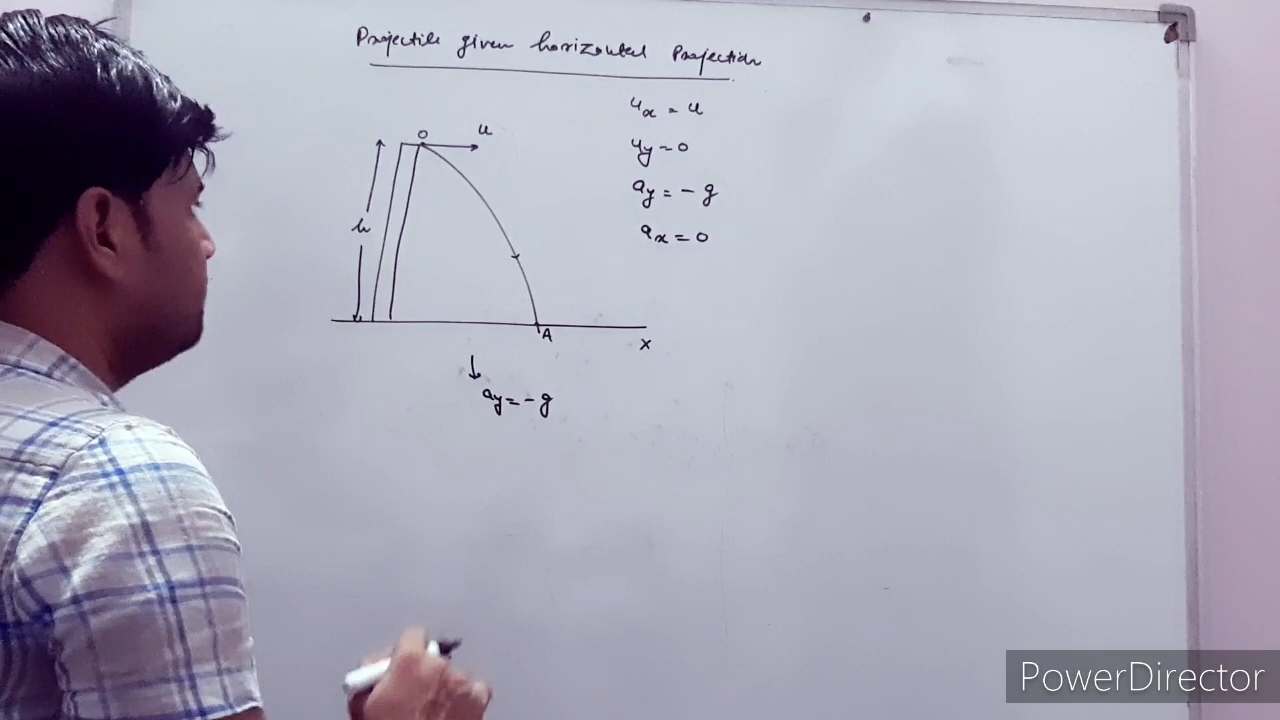 Projectile given horizontal Projection
O
u
h
A
X
ay = - g
ux = u
uy = 0
ay = - g
ax = 0
PowerDirector